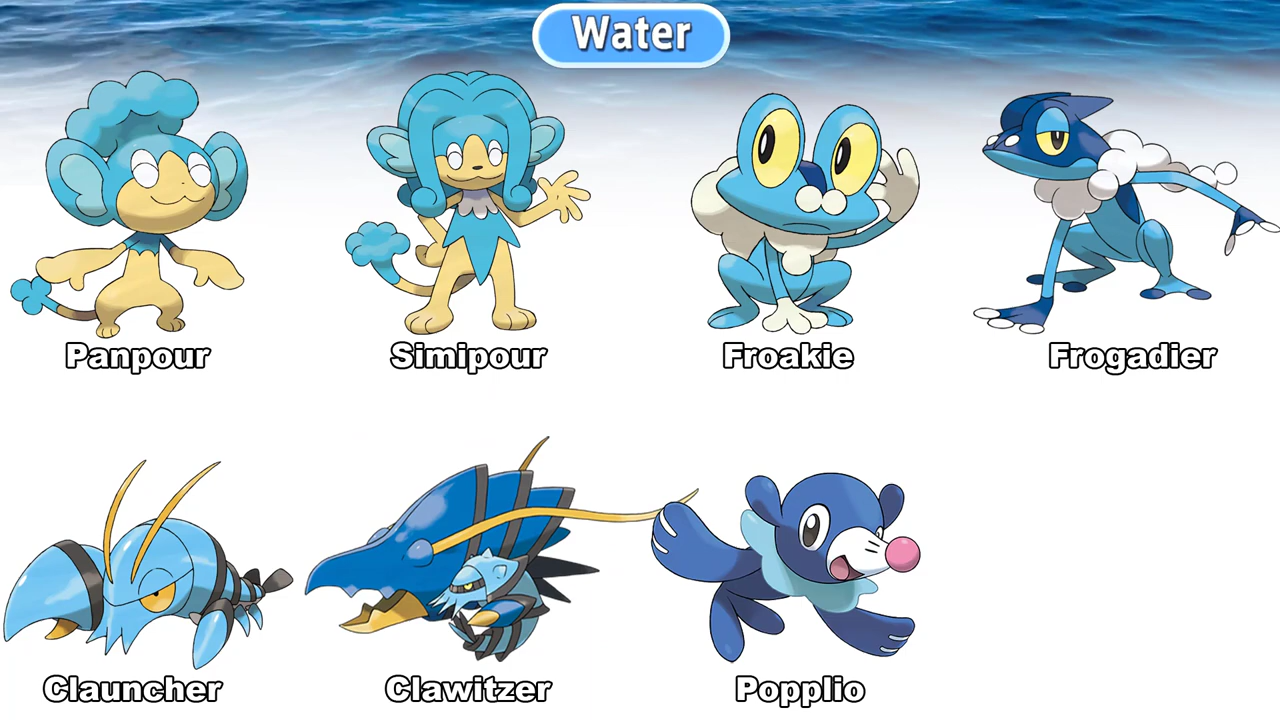 Water
Panpour
Simipour
Froakie
Frogadier
Clauncher
Clawitzer
Popplio